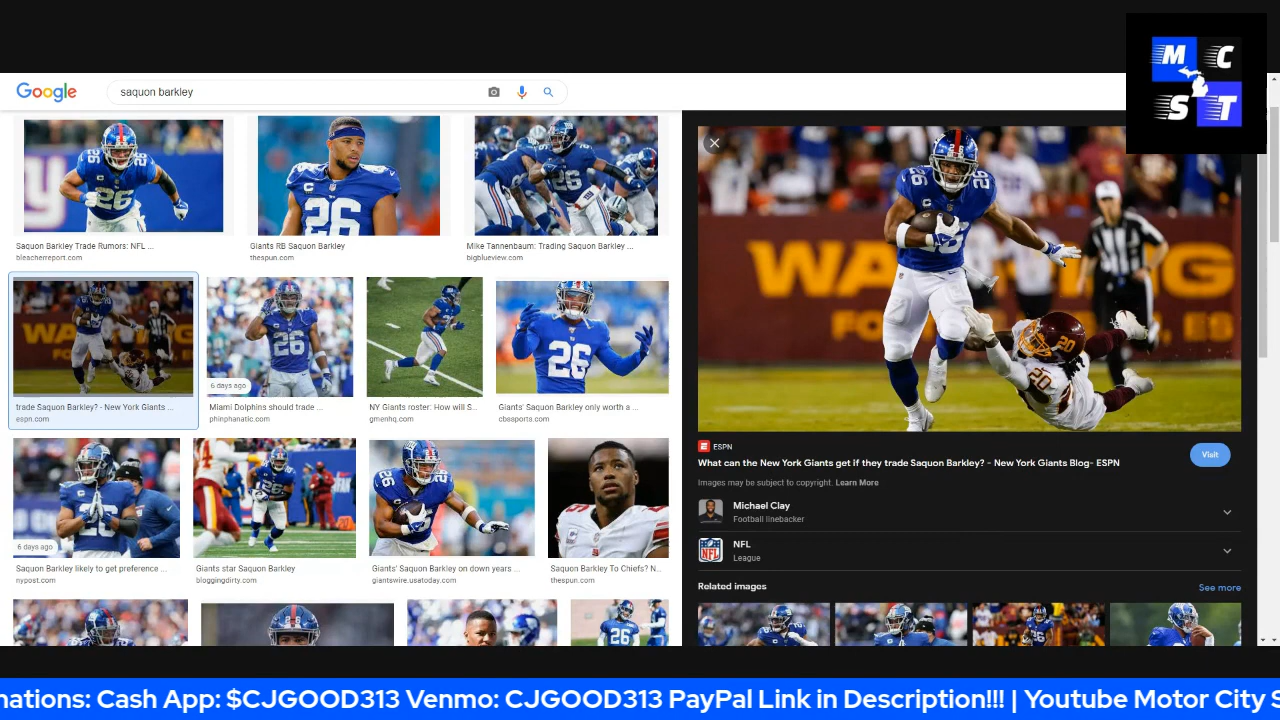 M C
S T
Google
saquon barkley
Saquon Barkley Trade Rumors: NFL ...
bleacherreport.com
Giants RB Saquon Barkley
thespun.com
Mike Tannenbaum: Trading Saquon Barkley ...
bigblueview.com
trade Saquon Barkley? - New York Giants ...
espn.com
6 days ago
Miami Dolphins should trade ...
phinphanatic.com
NY Giants roster: How will S...
gmenhq.com
Giants' Saquon Barkley only worth a ...
cbssports.com
6 days ago
Saquon Barkley likely to get preference ...
nypost.com
Giants star Saquon Barkley
bloggingdirty.com
Giants' Saquon Barkley on down years ...
giantswire.usatoday.com
Saquon Barkley To Chiefs? N...
thespun.com
ESPN
What can the New York Giants get if they trade Saquon Barkley? - New York Giants Blog- ESPN
Visit
Images may be subject to copyright. Learn More
Michael Clay
Football linebacker
NFL
League
Related images
See more
nations: Cash App: $CJGOOD313 Venmo: CJGOOD313 PayPal Link in Description!!! | Youtube Motor City S